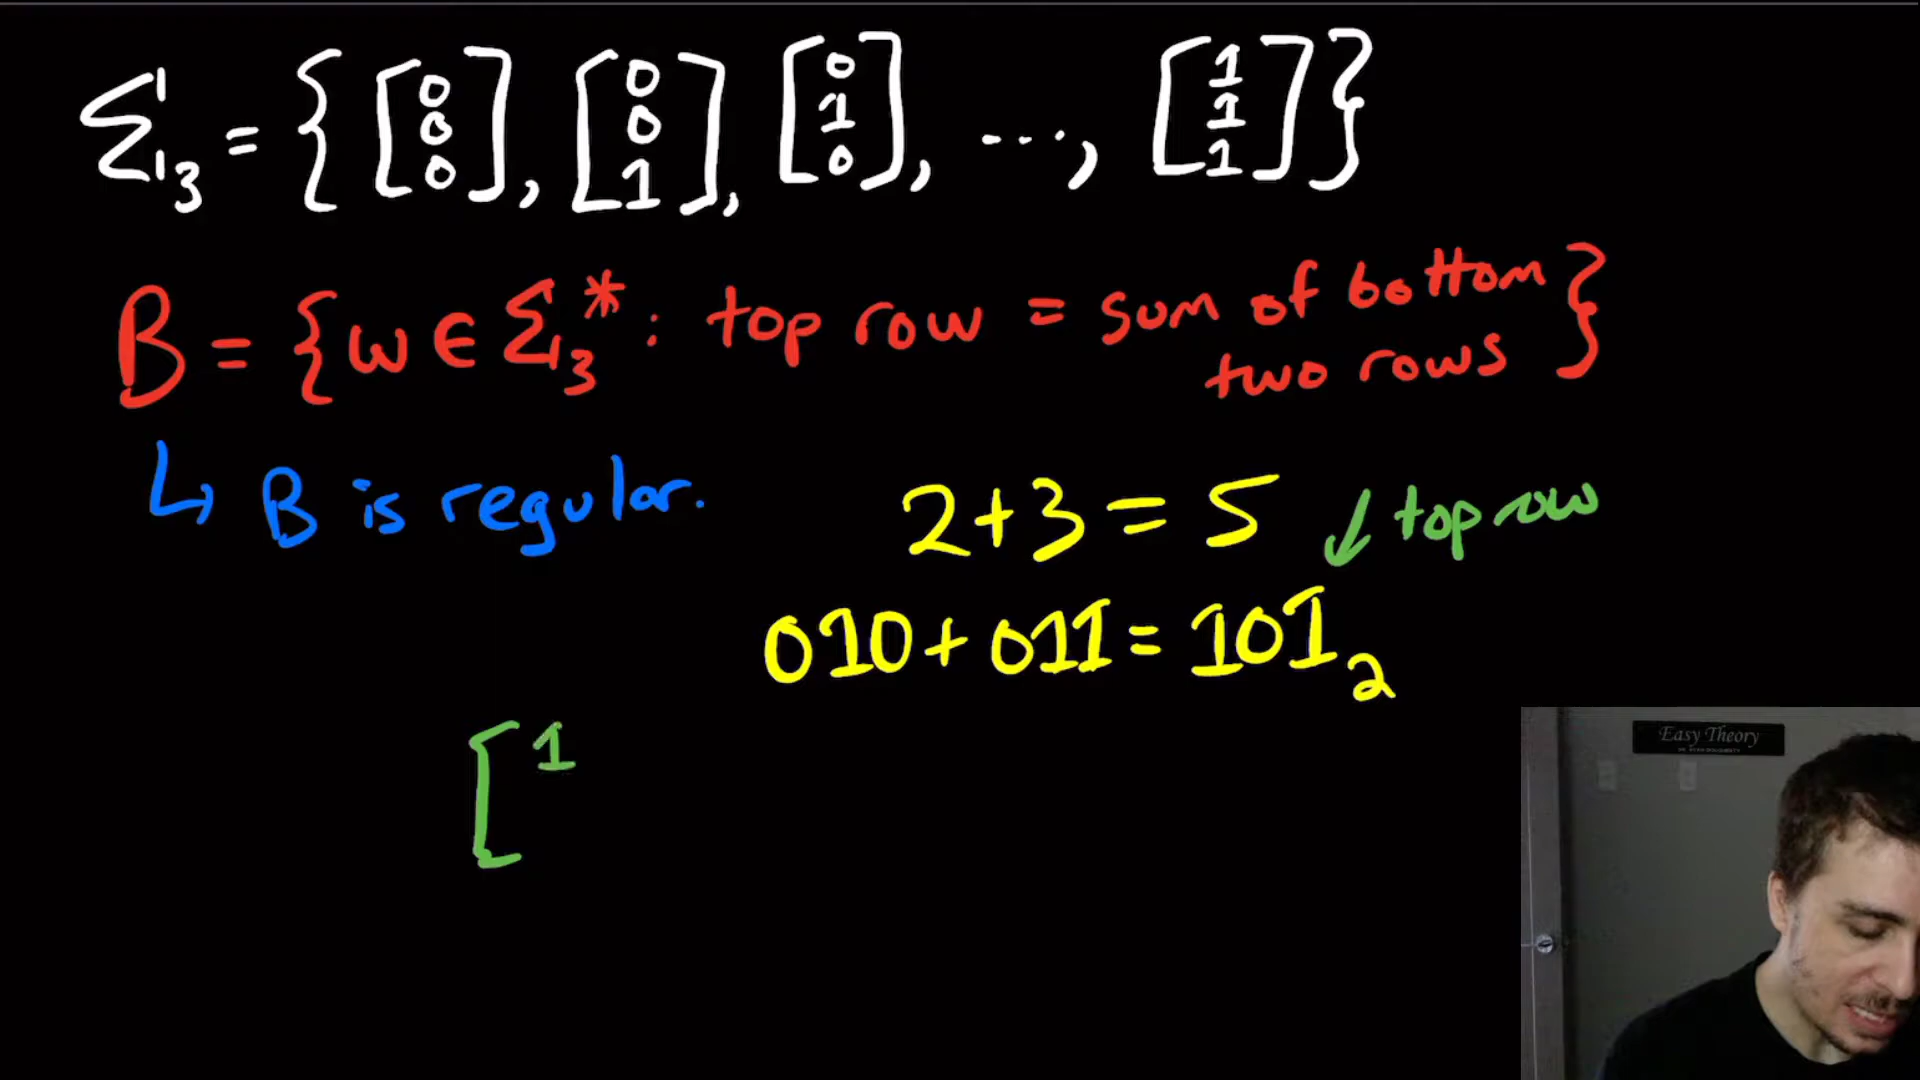 Σ₃ = { [0 0 0], [0 0 1], [0 1 0], ..., [1 1 1] }
B = { w ∈ Σ₃* : top row = sum of bottom two rows }
↳ B is regular.
2+3 = 5 ↙ top row
010 + 011 = 101₂
[ 1
Easy Theory